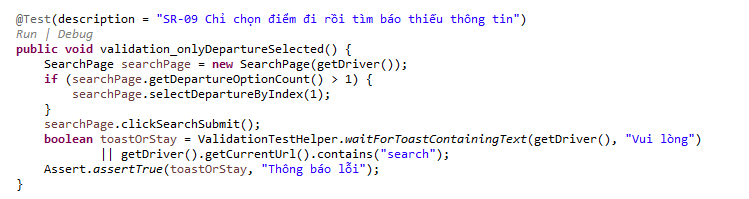 @Test(description = "SR-09 Chỉ chọn điểm đi rồi tìm báo thiếu thông tin")
Run | Debug
public void validation_onlyDepartureSelected() {
SearchPage searchPage = new SearchPage(getDriver());
if (searchPage.getDepartureOptionCount() > 1) {
searchPage.selectDepartureByIndex(1);
}
searchPage.clickSearchSubmit();
boolean toastOrStay = ValidationTestHelper.waitForToastContainingText(getDriver(), "Vui lòng")
|| getDriver().getCurrentUrl().contains("search");
Assert.assertTrue(toastOrStay, "Thông báo lỗi");
}